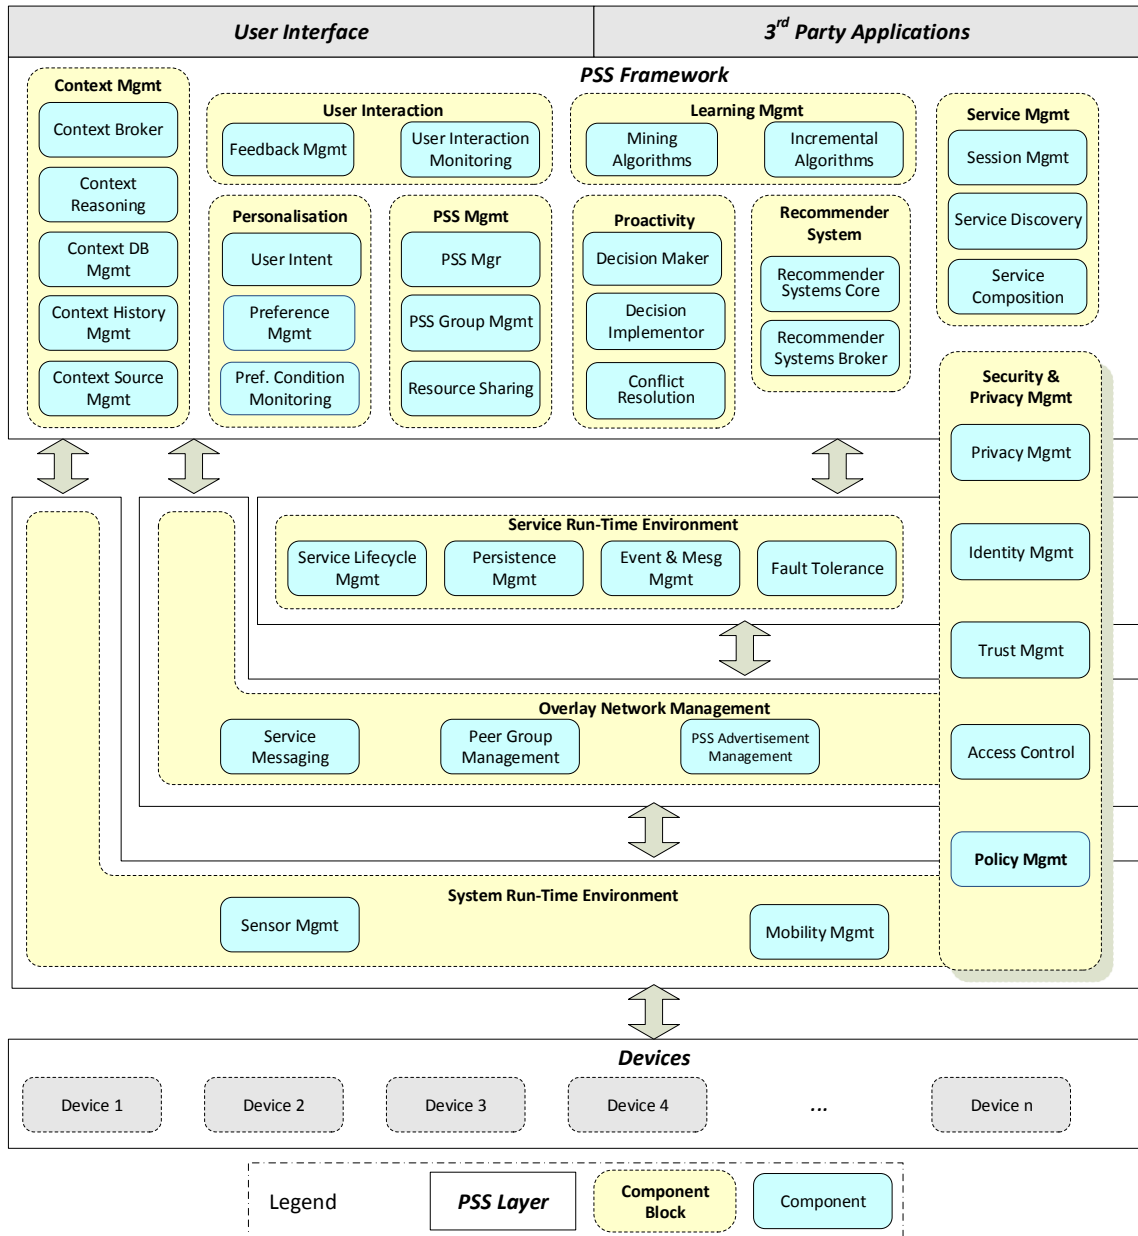 User Interface
3rd Party Applications
PSS Framework
Context Mgmt
Context Broker
Context
Reasoning
Context DB
Mgmt
Context History
Mgmt
Context Source
Mgmt
User Interaction
Feedback Mgmt
User Interaction
Monitoring
Learning Mgmt
Mining
Algorithms
Incremental
Algorithms
Service Mgmt
Session Mgmt
Service Discovery
Service
Composition
Personalisation
User Intent
Preference
Mgmt
Pref. Condition
Monitoring
PSS Mgmt
PSS Mgr
PSS Group Mgmt
Resource Sharing
Proactivity
Decision Maker
Decision
Implementor
Conflict
Resolution
Recommender
System
Recommender
Systems Core
Recommender
Systems Broker
Security &
Privacy Mgmt
Privacy Mgmt
Identity Mgmt
Trust Mgmt
Access Control
Policy Mgmt
Service Run-Time Environment
Service Lifecycle
Mgmt
Persistence
Mgmt
Event & Mesg
Mgmt
Fault Tolerance
Overlay Network Management
Service
Messaging
Peer Group
Management
PSS Advertisement
Management
System Run-Time Environment
Sensor Mgmt
Mobility Mgmt
Devices
Device 1
Device 2
Device 3
Device 4
...
Device n
Legend
PSS Layer
Component
Block
Component